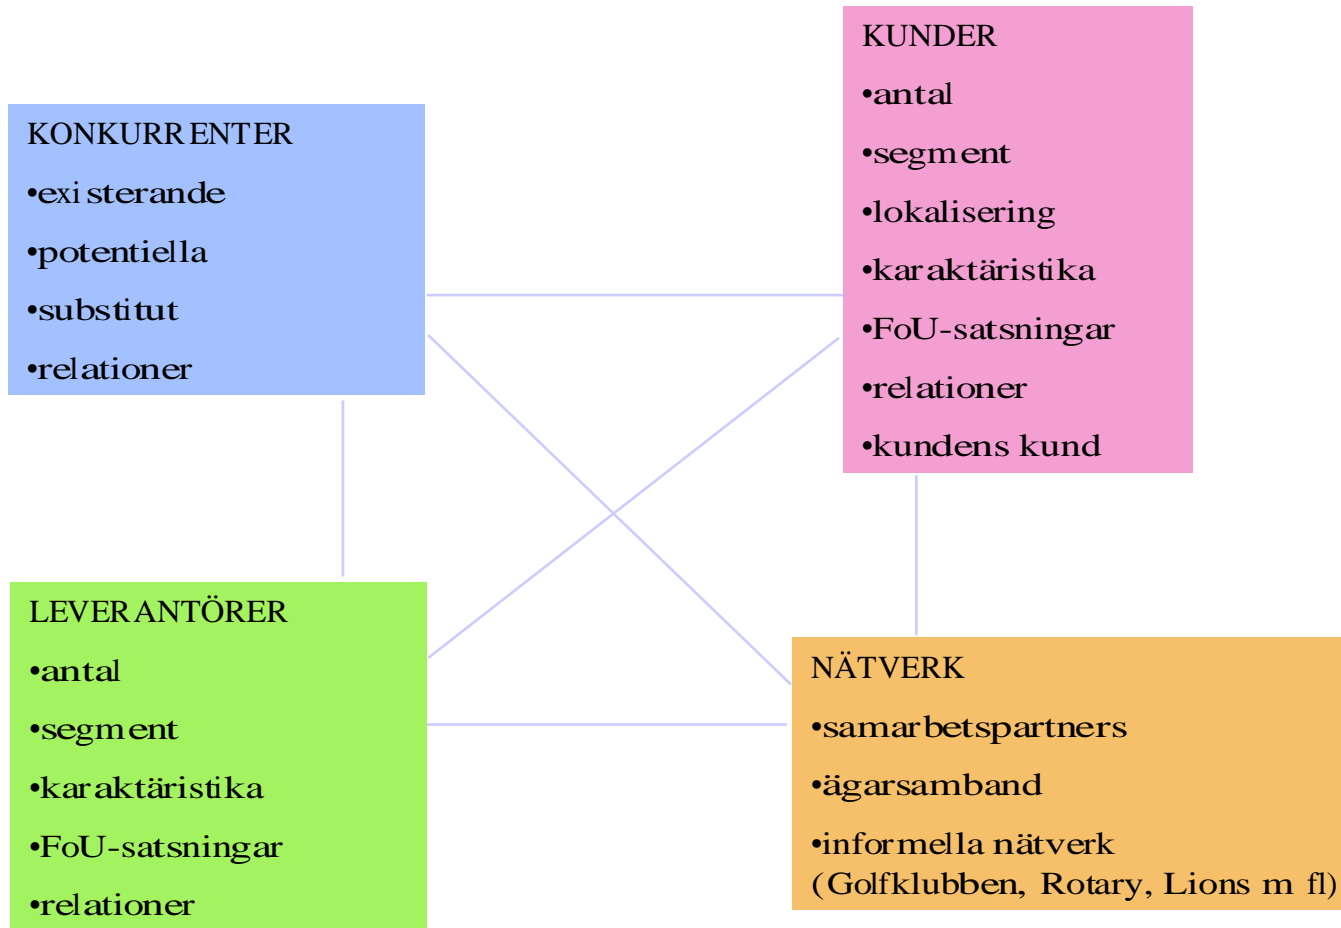 KONKURRENTER
•existerande
•potentiella
•substitut
•relationer
KUNDER
•antal
•segment
•lokalisering
•karaktäristika
•FoU-satsningar
•relationer
•kundens kund
LEVERANTÖRER
•antal
•segment
•karaktäristika
•FoU-satsningar
•relationer
NÄTVERK
•samarbetspartners
•ägarsamband
•informella nätverk
(Golfklubben, Rotary, Lions m fl)